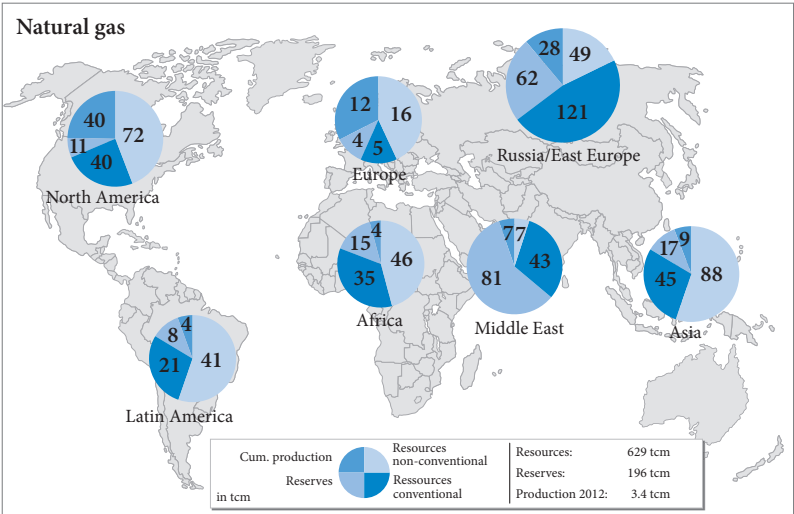 Natural gas
28
49
62
121
Russia/East Europe
12
16
4
5
Europe
40
72
11
40
North America
4
15
46
35
Africa
7
7
43
81
Middle East
9
17
88
45
Asia
4
8
41
21
Latin America
Cum. production
Resources
non-conventional
Reserves
Ressources
conventional
in tcm
Resources: 629 tcm
Reserves: 196 tcm
Production 2012: 3.4 tcm